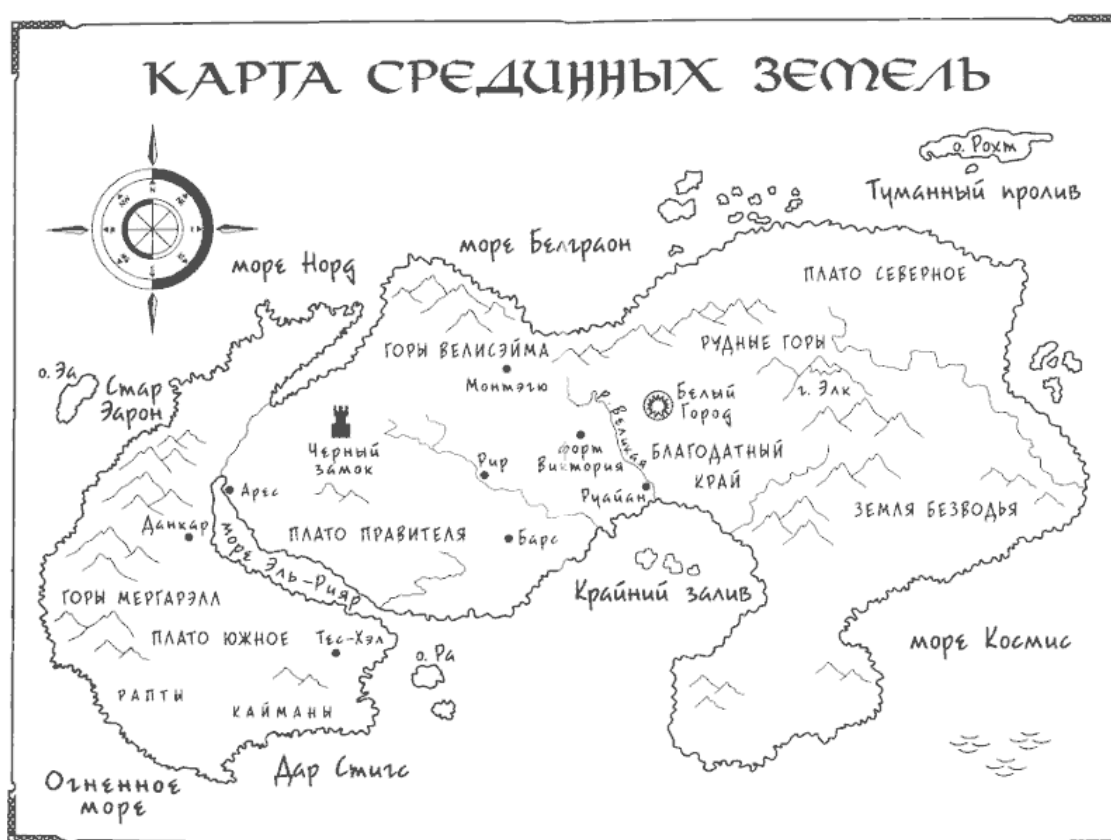 КАРТА СРЕДИННЫХ ЗЕМЕЛЬ
о. Рохт
Туманный пролив
море Белграон
море Норд
ПЛАТО СЕВЕРНОЕ
РУДНЫЕ ГОРЫ
ГОРЫ ВЕЛИСЭЙМА
Монтэгю
о. Эа
Стар
Эарон
г. Элк
Белый
Город
р. Великая
Черный
замок
форт
Виктория
БЛАГОДАТНЫЙ
КРАЙ
Рир
Руайан
Арес
Данкар
ЗЕМЛЯ БЕЗВОДЬЯ
ПЛАТО ПРАВИТЕЛЯ
Барс
море Эль-Рияр
Крайний залив
ГОРЫ МЕРГАРЭЛЛ
ПЛАТО ЮЖНОЕ
Тес-Хэл
о. Ра
море Космис
РАПТЫ
КАЙМАНЫ
Дар Стигс
Огненное
море